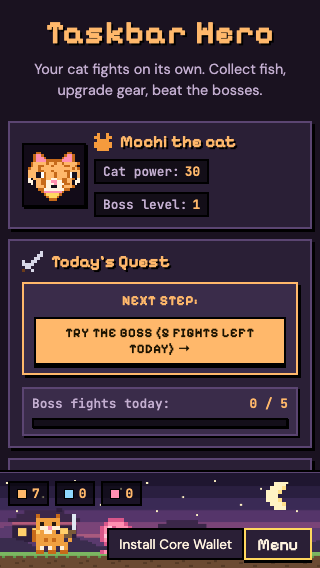 Taskbar Hero
Your cat fights on its own. Collect fish,
upgrade gear, beat the bosses.
Mochi the cat
Cat power: 30
Boss level: 1
Today's Quest
NEXT STEP:
TRY THE BOSS (5 FIGHTS LEFT
TODAY) →
Boss fights today: 0 / 5
7 0 0
Install Core Wallet Menu